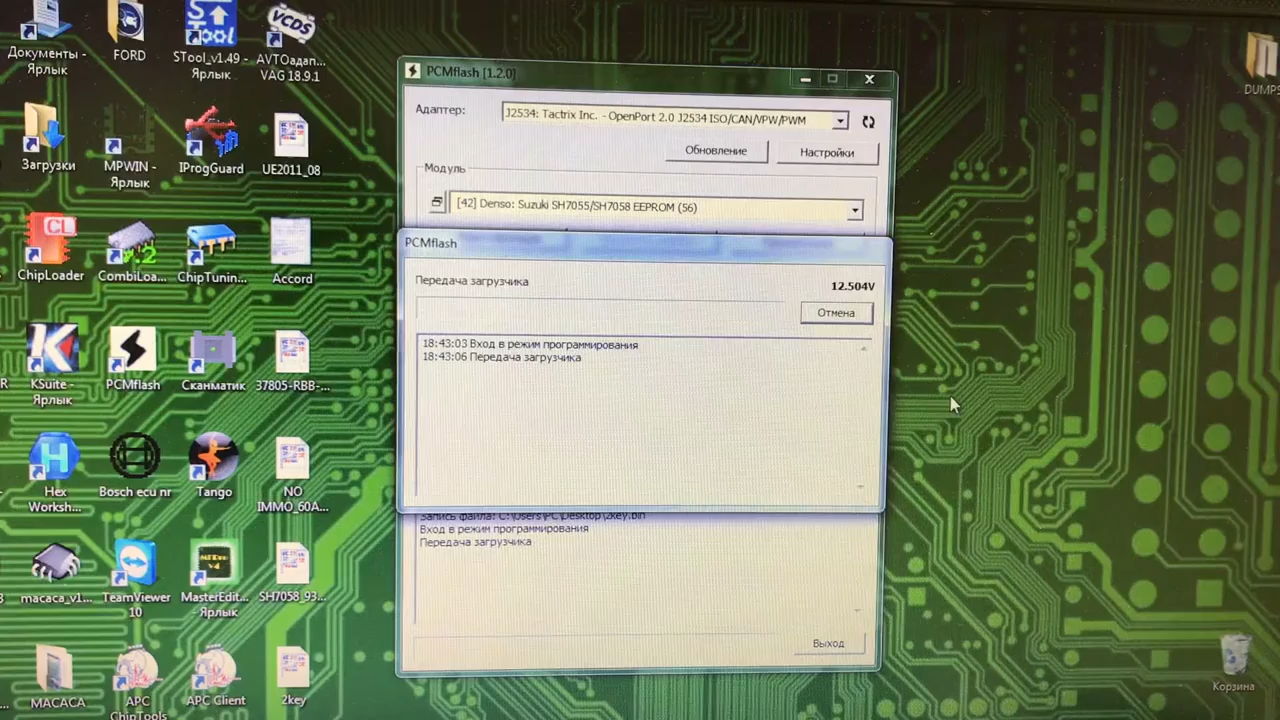 Документы -
Ярлык
FORD
STool_v1.49 -
Ярлык
VCDS
AVTOадап...
VAG 18.9.1
Загрузки
MPWIN -
Ярлык
IProgGuard
UE2011_08
CL
ChipLoader
CombiLoa...
ChipTunin...
Accord
KSuite -
Ярлык
PCMflash
Сканматик
37805-RBB-...
Hex
Worksh...
Bosch ecu nr
Tango
NO
IMMO_60A...
macaca_v1...
TeamViewer
10
MasterEdit...
- Ярлык
SH7058_93...
MACACA
APC
ChipTools
APC Client
2key
PCMflash [1.2.0]
Адаптер:
J2534: Tactrix Inc. - OpenPort 2.0 J2534 ISO/CAN/VPW/PWM
Обновление
Настройки
Модуль
[42] Denso: Suzuki SH7055/SH7058 EEPROM (56)
PCMflash
Передача загрузчика
12.504V
Отмена
18:43:03 Вход в режим программирования
18:43:06 Передача загрузчика
Запись файла: C:\Users\PC\Desktop\2key.bin
Вход в режим программирования
Передача загрузчика
Выход
DUMPS
Корзина